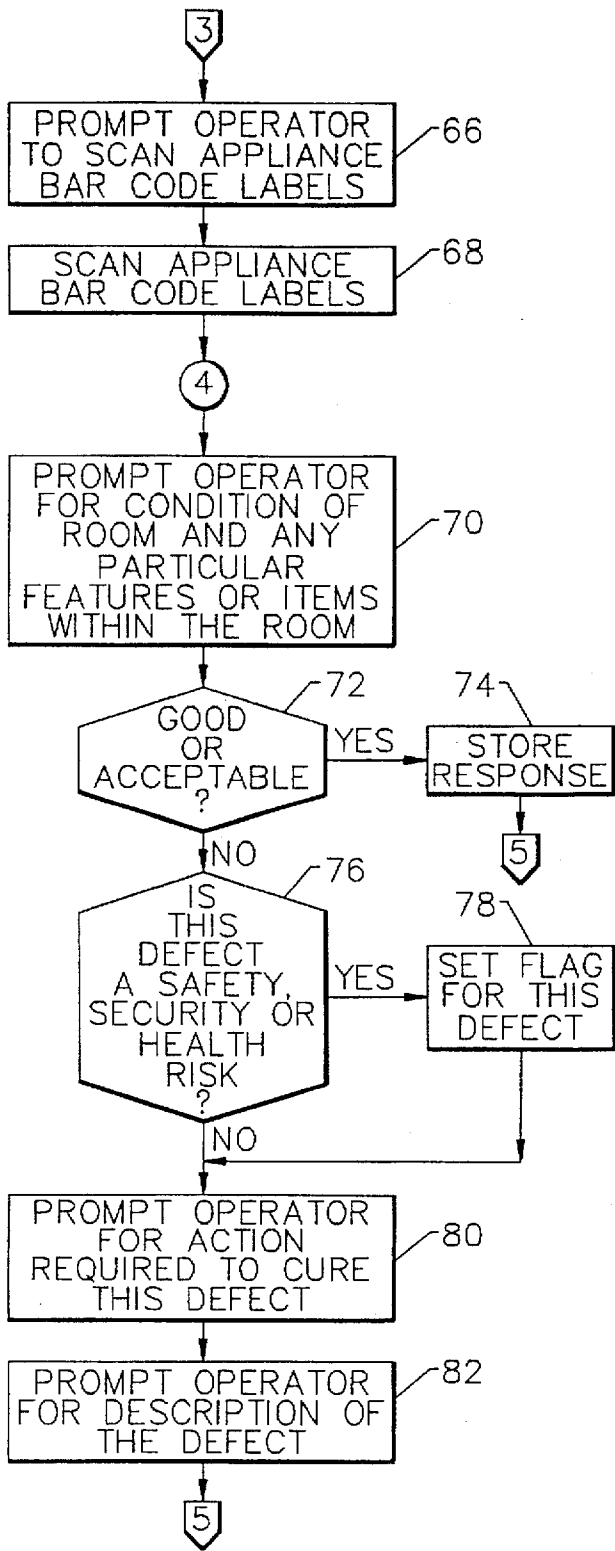 3
PROMPT OPERATOR
TO SCAN APPLIANCE
BAR CODE LABELS
66
SCAN APPLIANCE
BAR CODE LABELS
68
4
PROMPT OPERATOR
FOR CONDITION OF
ROOM AND ANY
PARTICULAR
FEATURES OR ITEMS
WITHIN THE ROOM
70
72
GOOD
OR
ACCEPTABLE
?
YES
74
STORE
RESPONSE
5
NO
76
IS
THIS
DEFECT
A SAFETY,
SECURITY OR
HEALTH
RISK
?
YES
78
SET FLAG
FOR THIS
DEFECT
NO
PROMPT OPERATOR
FOR ACTION
REQUIRED TO CURE
THIS DEFECT
80
PROMPT OPERATOR
FOR DESCRIPTION OF
THE DEFECT
82
5